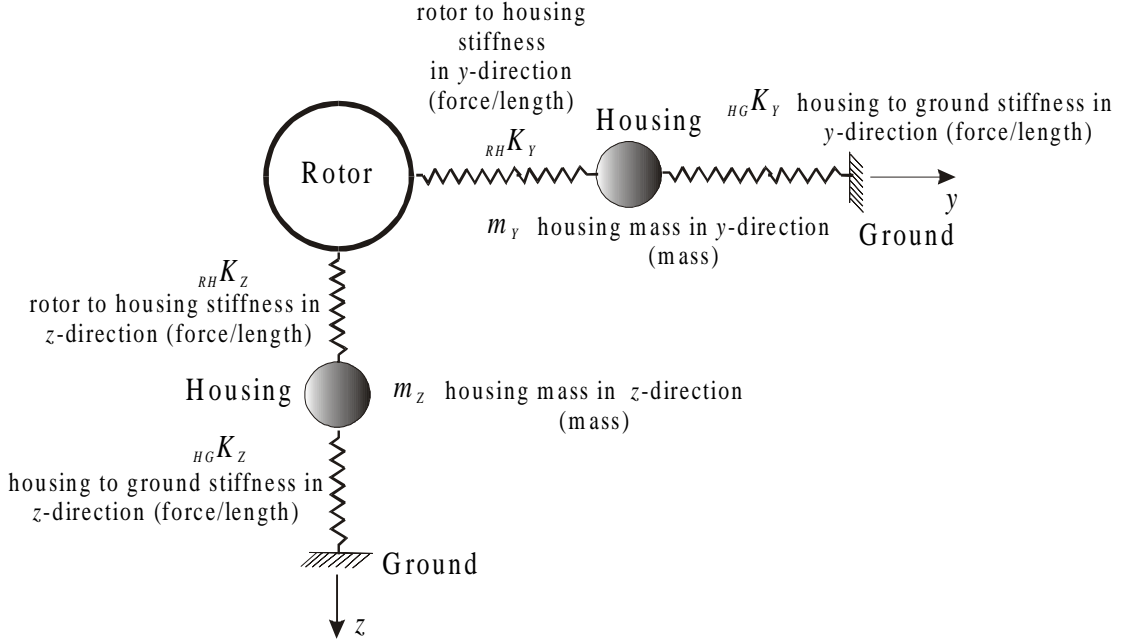 rotor to housing
stiffness
in y-direction
(force/length)
HGKY housing to ground stiffness in
y-direction (force/length)
Housing
RHKY
Rotor
y
mY housing mass in y-direction
(mass)
Ground
RHKZ
rotor to housing stiffness in
z-direction (force/length)
Housing
mZ housing mass in z-direction
(mass)
HGKZ
housing to ground stiffness in
z-direction (force/length)
Ground
z